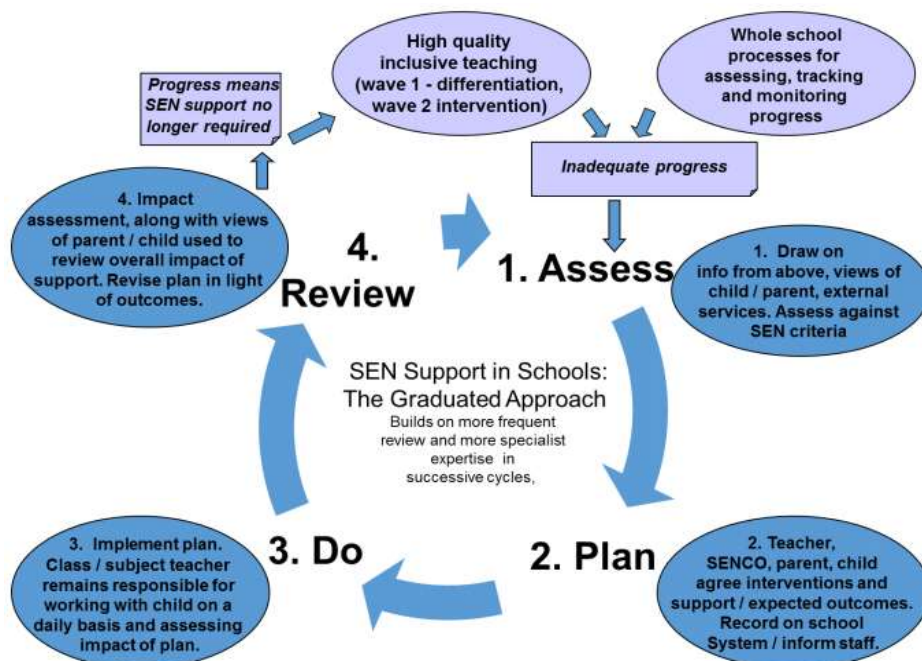 High quality
inclusive teaching
(wave 1 - differentiation,
wave 2 intervention)
Whole school
processes for
assessing, tracking
and monitoring
progress
Progress means
SEN support no
longer required
Inadequate progress
4. Impact
assessment, along with views
of parent / child used to
review overall impact of
support. Revise plan in light
of outcomes.
4.
Review
1. Assess
1. Draw on
info from above, views of
child / parent, external
services. Assess against
SEN criteria
SEN Support in Schools:
The Graduated Approach
Builds on more frequent
review and more specialist
expertise in
successive cycles,
3. Implement plan.
Class / subject teacher
remains responsible for
working with child on a
daily basis and assessing
impact of plan.
3. Do
2. Plan
2. Teacher,
SENCO, parent, child
agree interventions and
support / expected outcomes.
Record on school
System / inform staff.